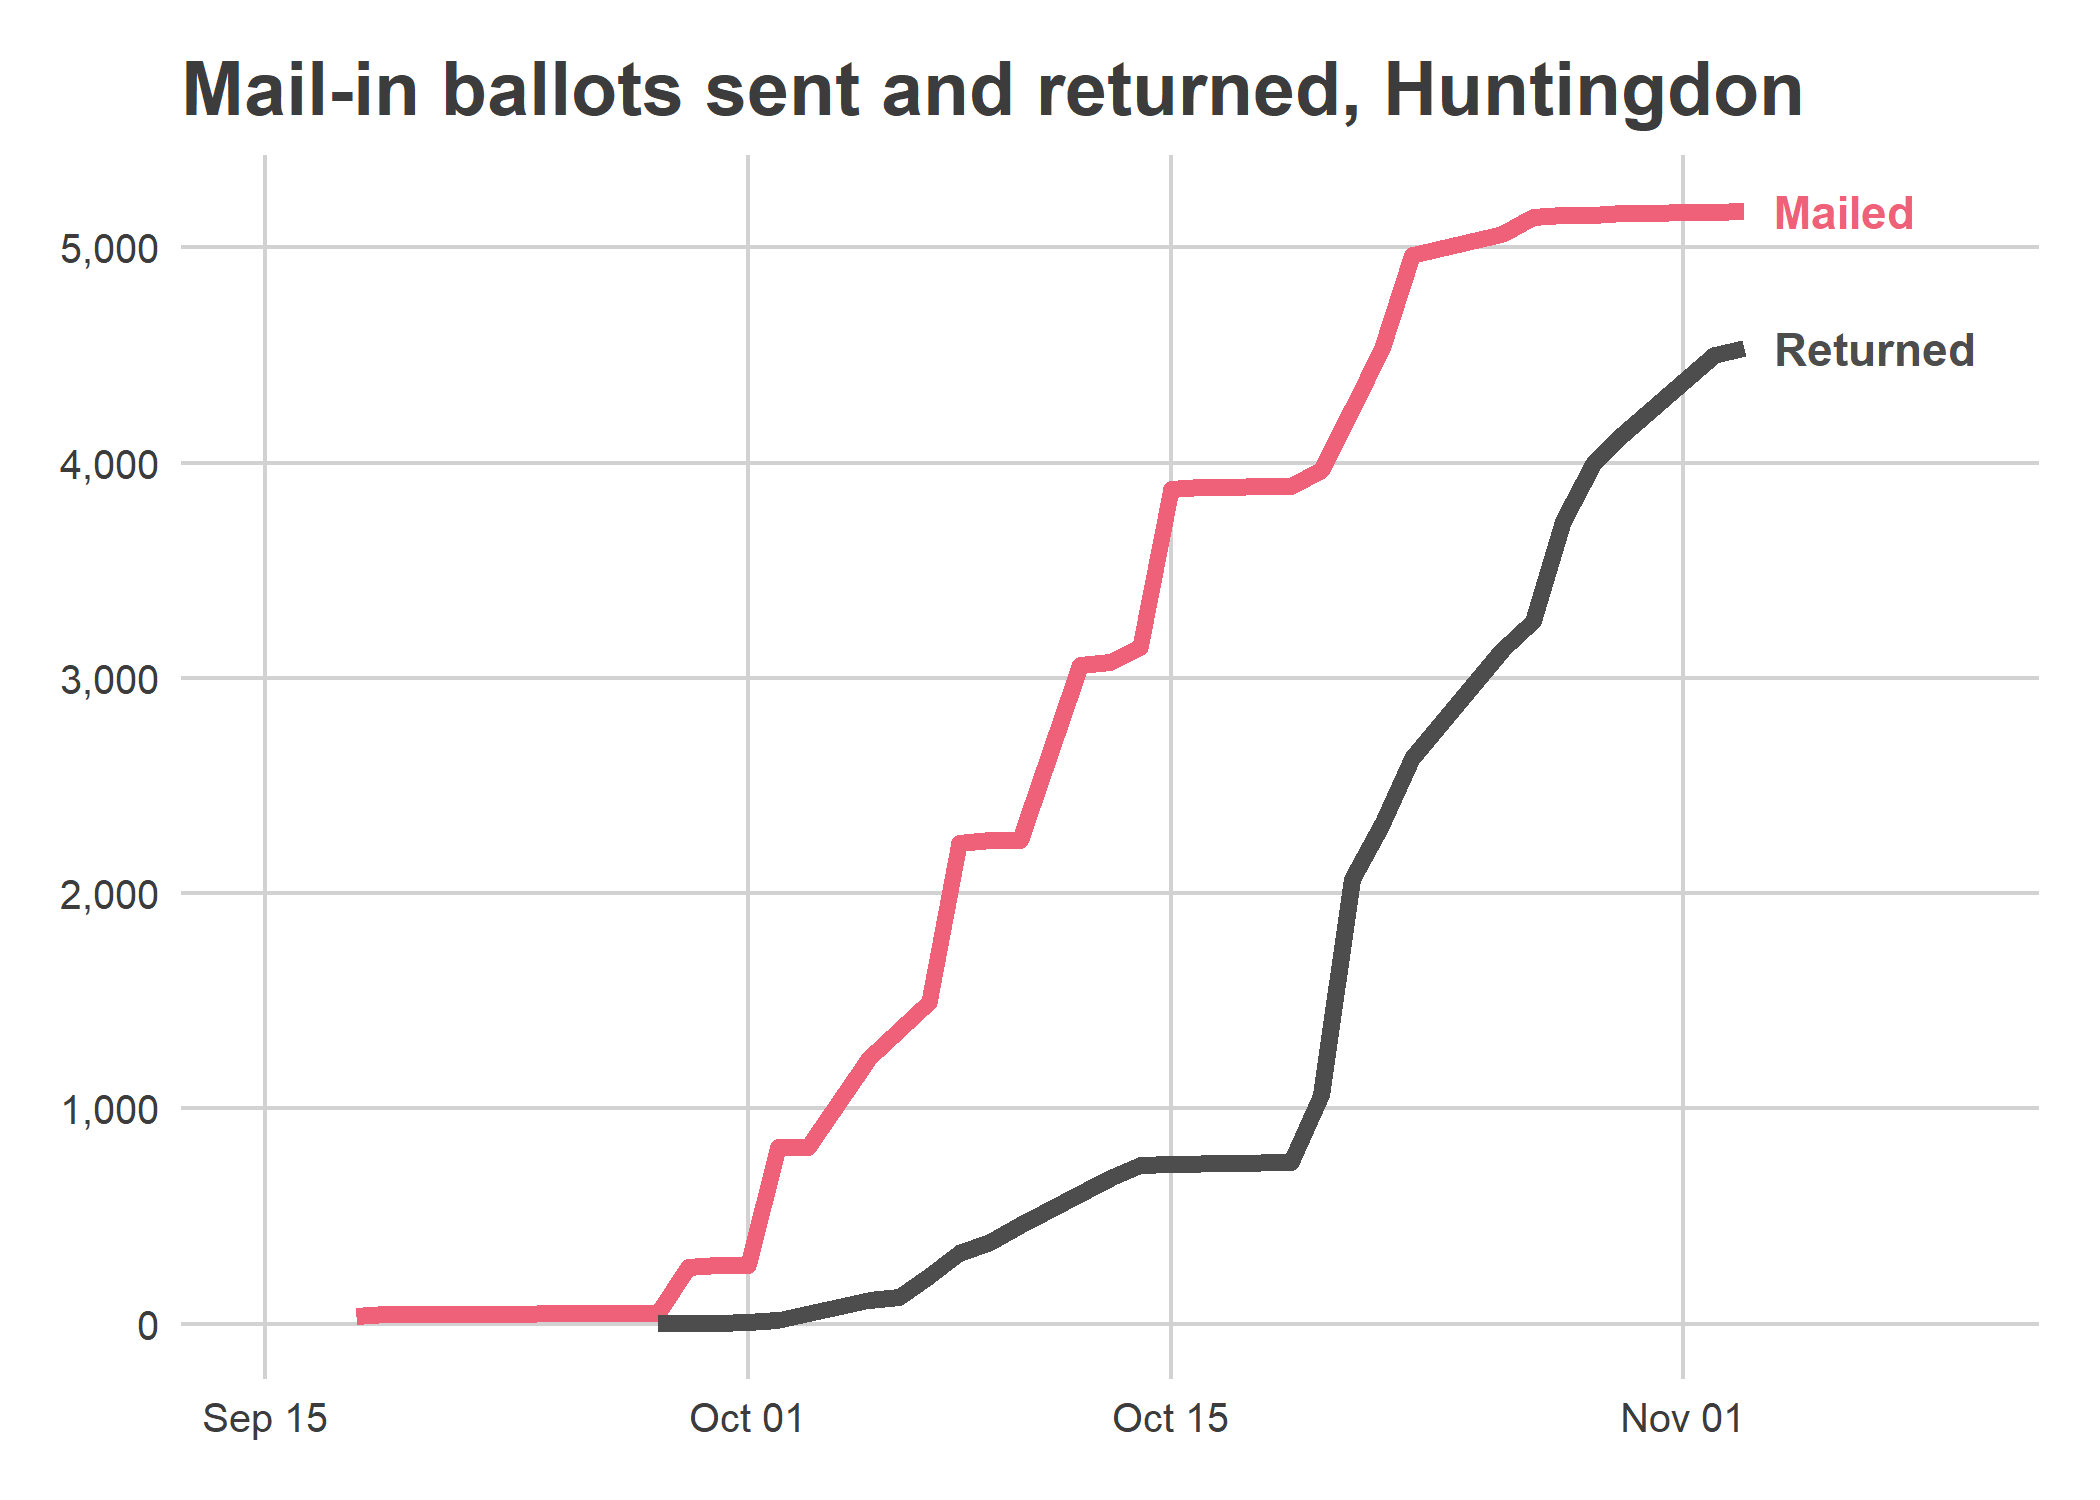 Mail-in ballots sent and returned, Huntingdon
Mailed
5,000
Returned
4,000
3,000
2,000
1,000
0
Sep 15
Oct 01
Oct 15
Nov 01